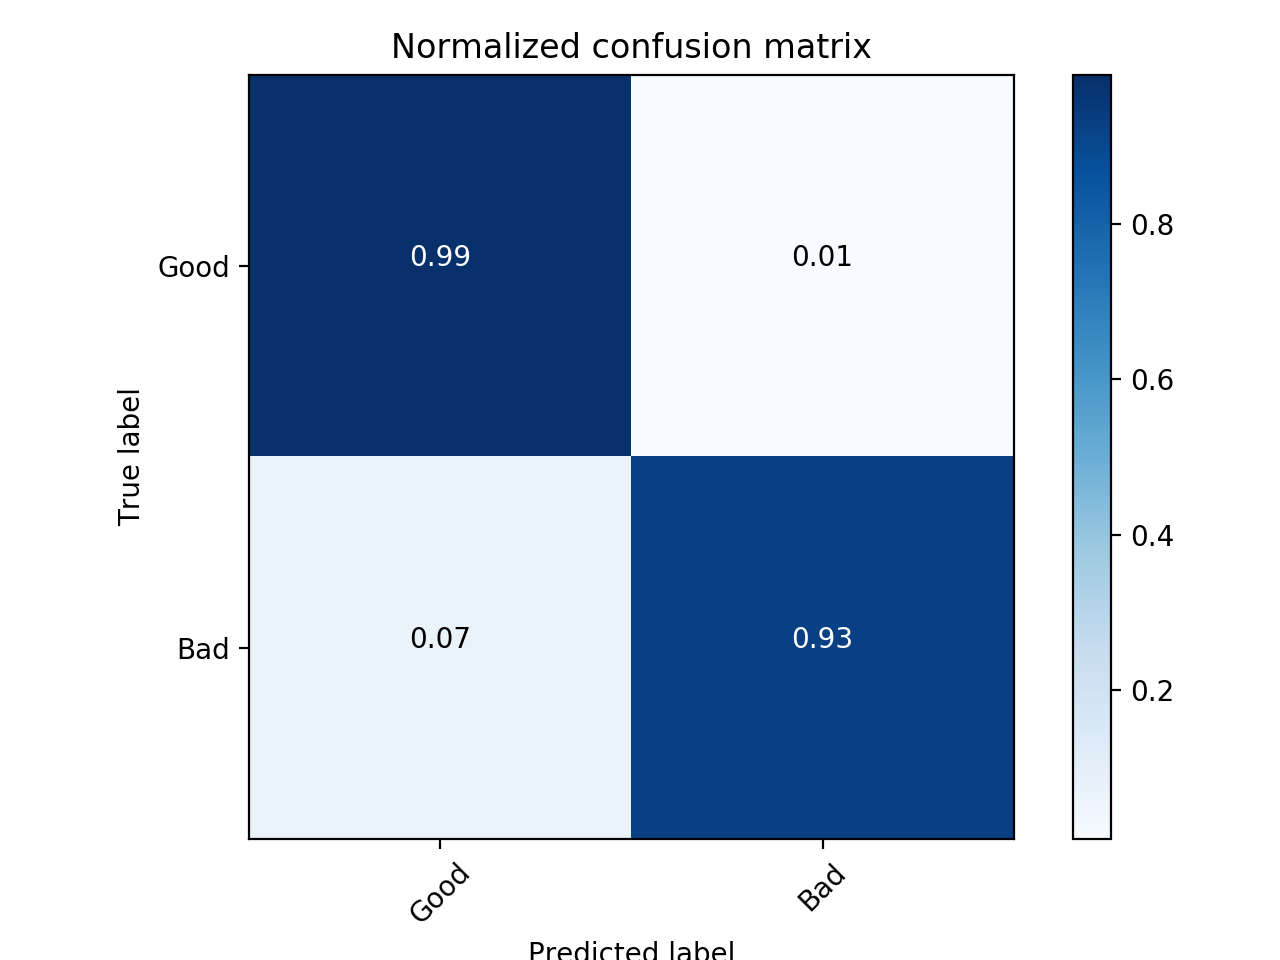 Normalized confusion matrix
0.99
0.01
0.8
Good
0.6
True label
0.4
0.07
0.93
Bad
0.2
Good
Bad
Predicted label